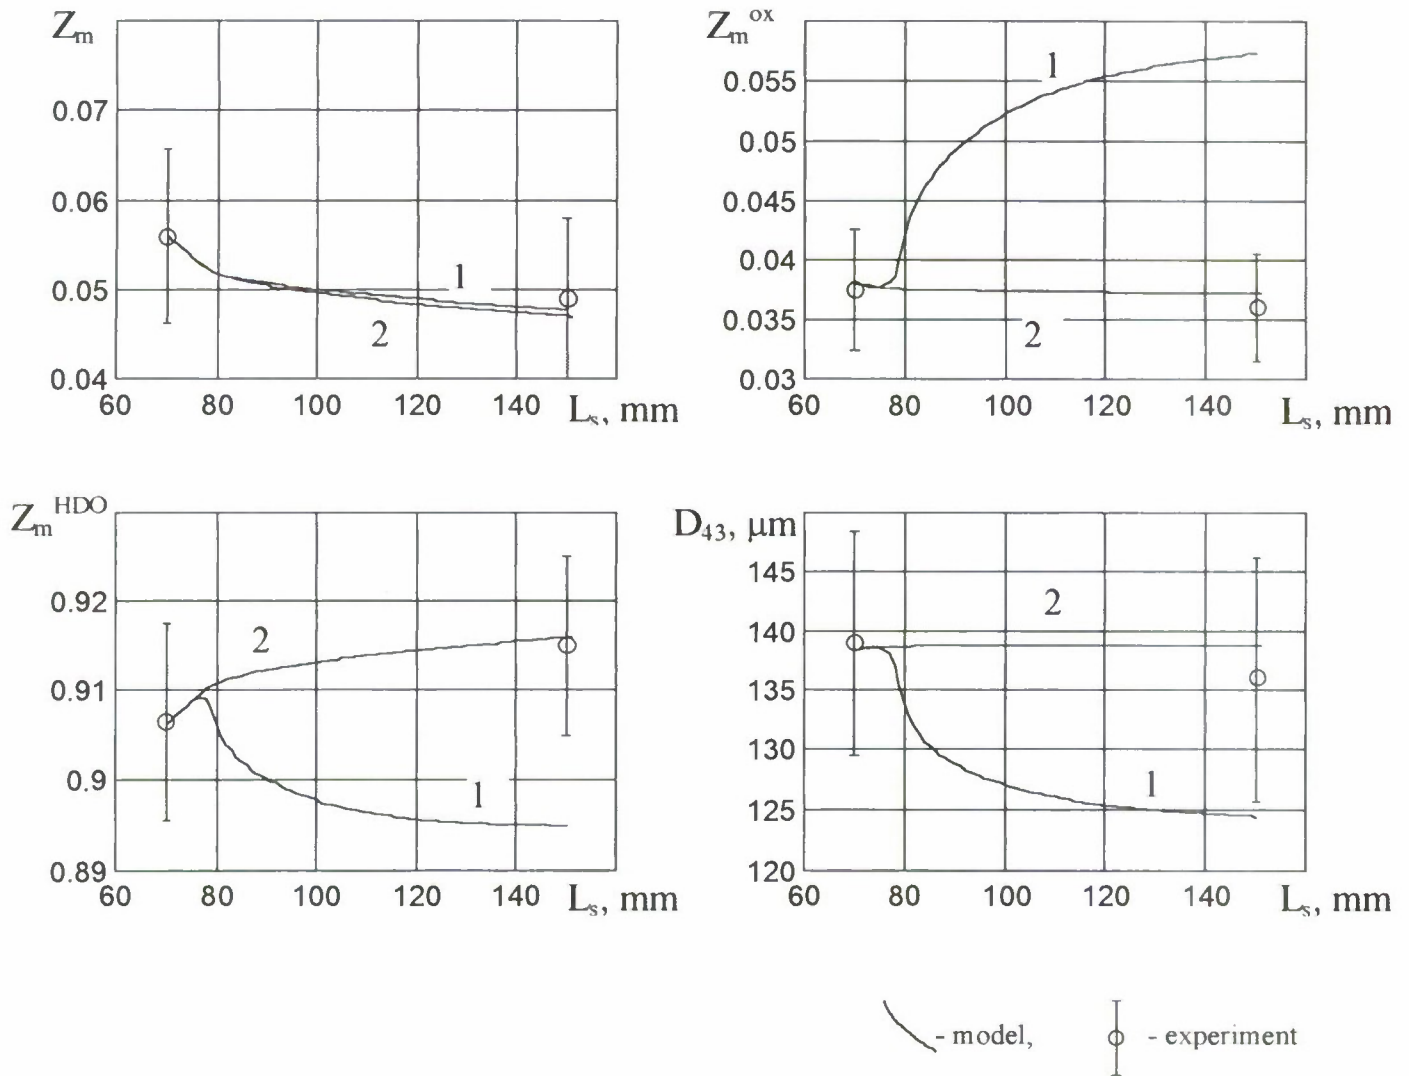 Zm
0.07
0.06
0.05
0.04
1
2
60 80 100 120 140 Ls, mm
Zm ox
0.055
0.05
0.045
0.04
0.035
0.03
1
2
60 80 100 120 140 Ls, mm
Zm HDO
0.92
0.91
0.9
0.89
2
1
60 80 100 120 140 Ls, mm
D43, μm
145
140
135
130
125
120
2
1
60 80 100 120 140 Ls, mm
- model,
- experiment